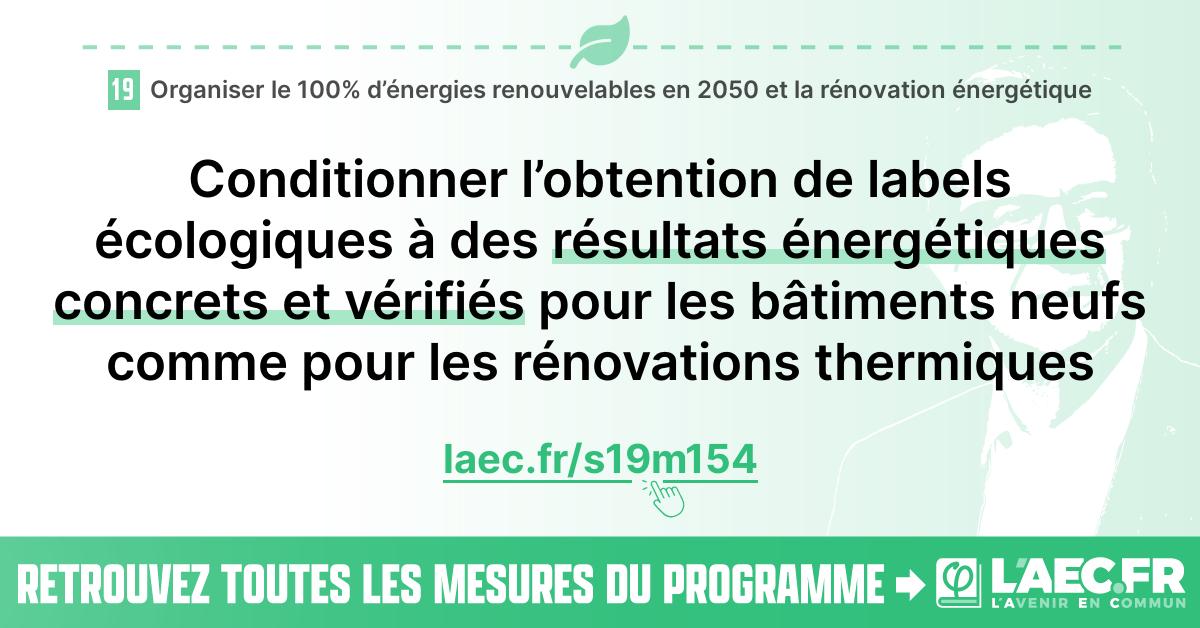 19 Organiser le 100% d’énergies renouvelables en 2050 et la rénovation énergétique
Conditionner l’obtention de labels
écologiques à des résultats énergétiques
concrets et vérifiés pour les bâtiments neufs
comme pour les rénovations thermiques
laec.fr/s19m154
RETROUVEZ TOUTES LES MESURES DU PROGRAMME
φ L'AEC.FR
L'AVENIR EN COMMUN